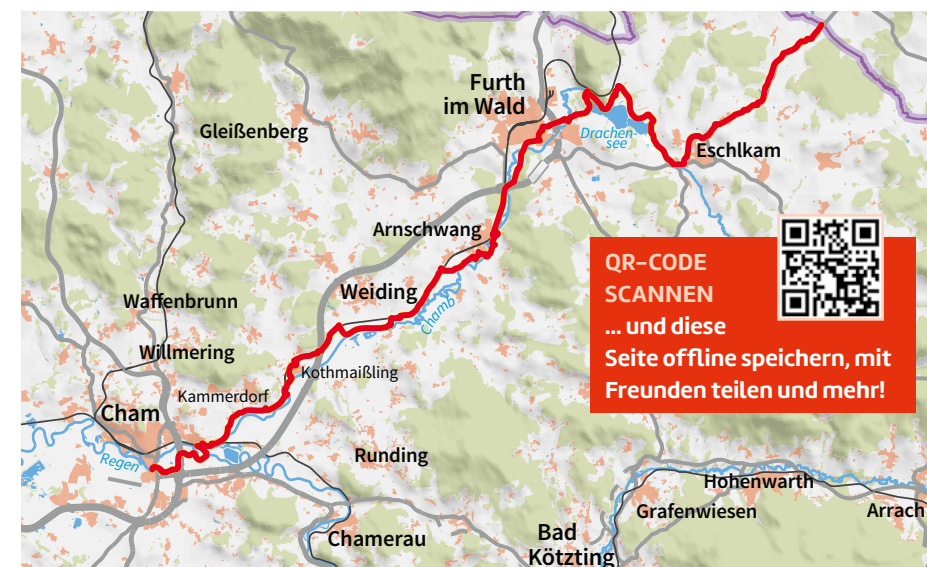 Furth
im Wald
Gleißenberg
Drachen-
see
Eschlkam
Arnschwang
QR-CODE
SCANNEN
... und diese
Seite offline speichern, mit
Freunden teilen und mehr!
Waffenbrunn
Weiding
Chamb
Willmering
Kothmaißling
Kammerdorf
Cham
Regen
Runding
Hohenwarth
Grafenwiesen
Arrach
Chamerau
Bad
Kötzting